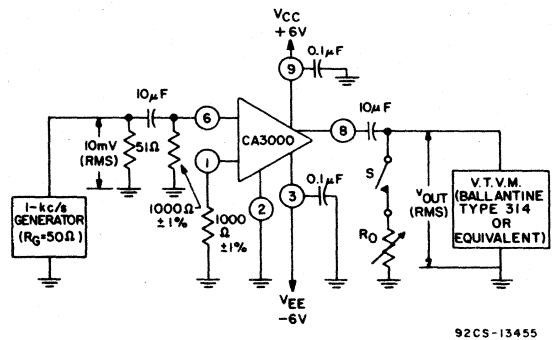 VCC
+6V
0.1μF
9
10μF
6
CA3000
8
10μF
10mV
(RMS)
51Ω
1
1000Ω
±1%
1000
Ω
±1%
2
3
0.1μF
S
RO
vOUT
(RMS)
V.T.V.M.
(BALLANTINE
TYPE 314
OR
EQUIVALENT)
1-kc/s
GENERATOR
(RG=50Ω)
VEE
-6V
92CS-13455